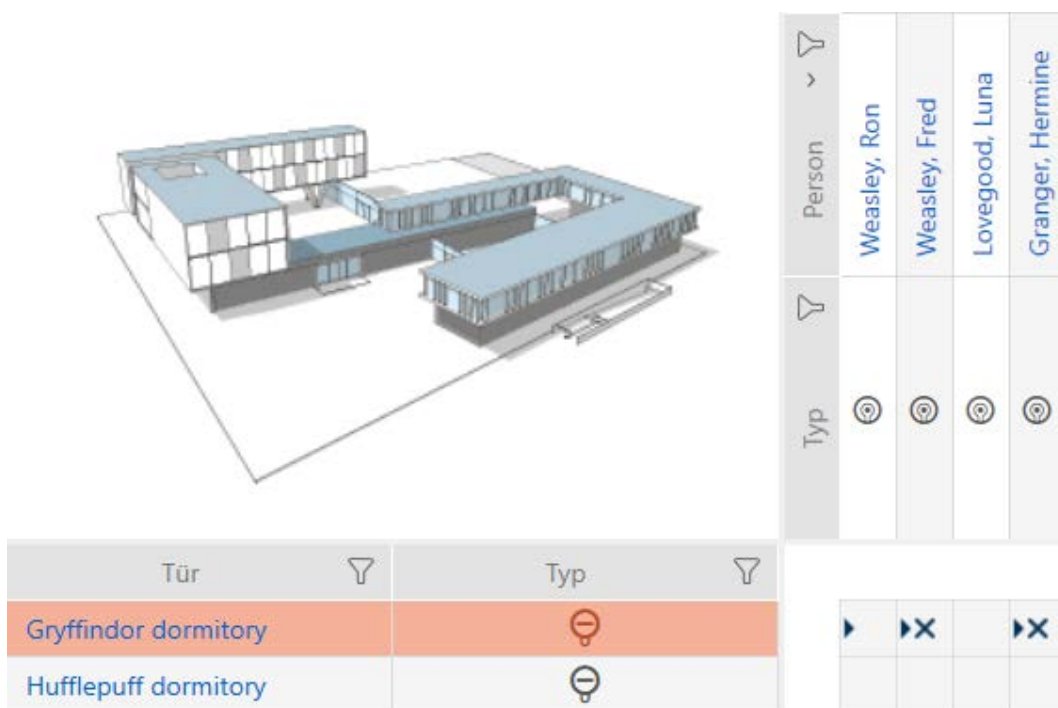 Person
Weasley, Ron
Weasley, Fred
Lovegood, Luna
Granger, Hermine
Typ
Tür Typ
Gryffindor dormitory
Hufflepuff dormitory